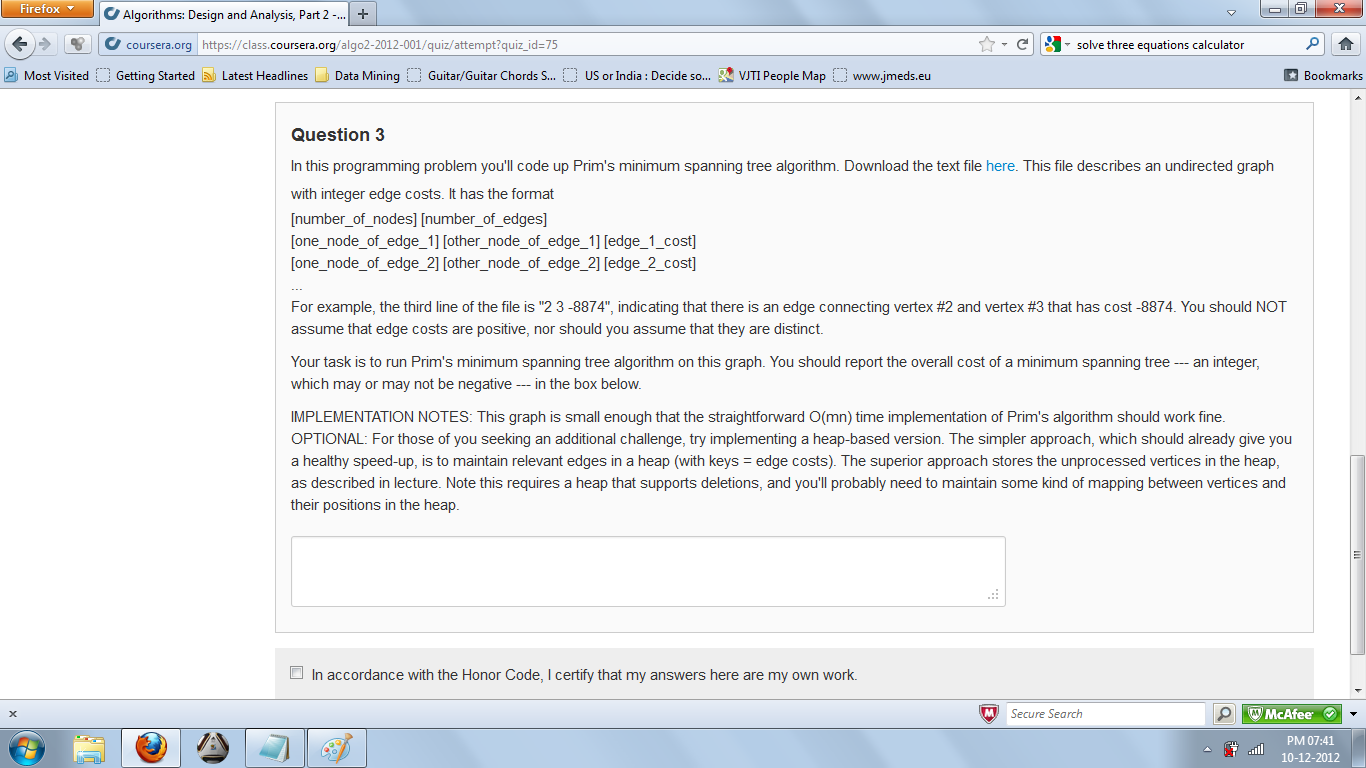 Firefox
Algorithms: Design and Analysis, Part 2 -...
coursera.org
https://class.coursera.org/algo2-2012-001/quiz/attempt?quiz_id=75
solve three equations calculator
Most Visited
Getting Started
Latest Headlines
Data Mining
Guitar/Guitar Chords S...
US or India : Decide so...
VJTI People Map
www.jmeds.eu
Bookmarks
Question 3
In this programming problem you'll code up Prim's minimum spanning tree algorithm. Download the text file here. This file describes an undirected graph
with integer edge costs. It has the format
[number_of_nodes] [number_of_edges]
[one_node_of_edge_1] [other_node_of_edge_1] [edge_1_cost]
[one_node_of_edge_2] [other_node_of_edge_2] [edge_2_cost]
...
For example, the third line of the file is "2 3 -8874", indicating that there is an edge connecting vertex #2 and vertex #3 that has cost -8874. You should NOT
assume that edge costs are positive, nor should you assume that they are distinct.
Your task is to run Prim's minimum spanning tree algorithm on this graph. You should report the overall cost of a minimum spanning tree --- an integer,
which may or may not be negative --- in the box below.
IMPLEMENTATION NOTES: This graph is small enough that the straightforward O(mn) time implementation of Prim's algorithm should work fine.
OPTIONAL: For those of you seeking an additional challenge, try implementing a heap-based version. The simpler approach, which should already give you
a healthy speed-up, is to maintain relevant edges in a heap (with keys = edge costs). The superior approach stores the unprocessed vertices in the heap,
as described in lecture. Note this requires a heap that supports deletions, and you'll probably need to maintain some kind of mapping between vertices and
their positions in the heap.
In accordance with the Honor Code, I certify that my answers here are my own work.
x
Secure Search
McAfee
PM 07:41
10-12-2012